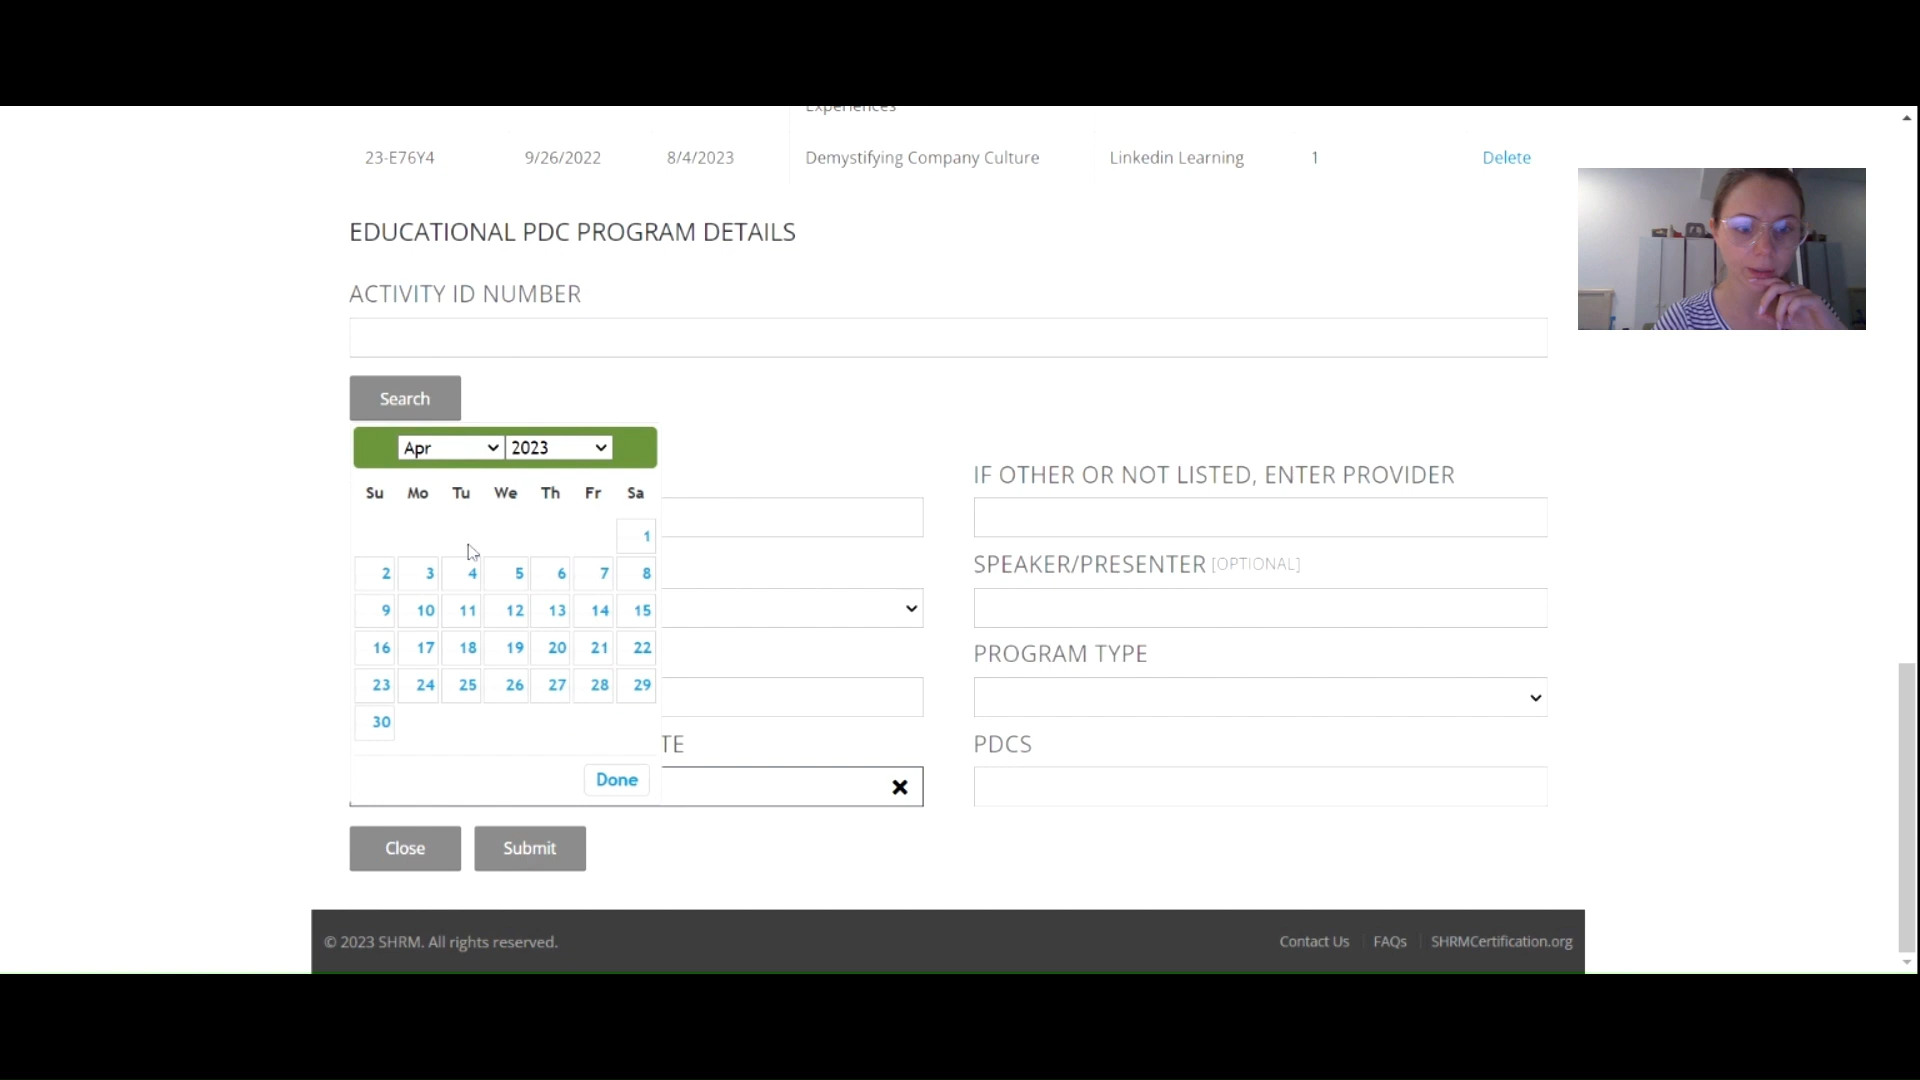 Experiences
23-E76Y4 9/26/2022 8/4/2023 Demystifying Company Culture Linkedin Learning 1 Delete
EDUCATIONAL PDC PROGRAM DETAILS
ACTIVITY ID NUMBER
Search
Apr 2023
Su Mo Tu We Th Fr Sa
1
2 3 4 5 6 7 8
9 10 11 12 13 14 15
16 17 18 19 20 21 22
23 24 25 26 27 28 29
30
Done
IF OTHER OR NOT LISTED, ENTER PROVIDER
SPEAKER/PRESENTER [OPTIONAL]
PROGRAM TYPE
TE
PDCS
Close Submit
© 2023 SHRM. All rights reserved. Contact Us FAQs SHRMCertification.org